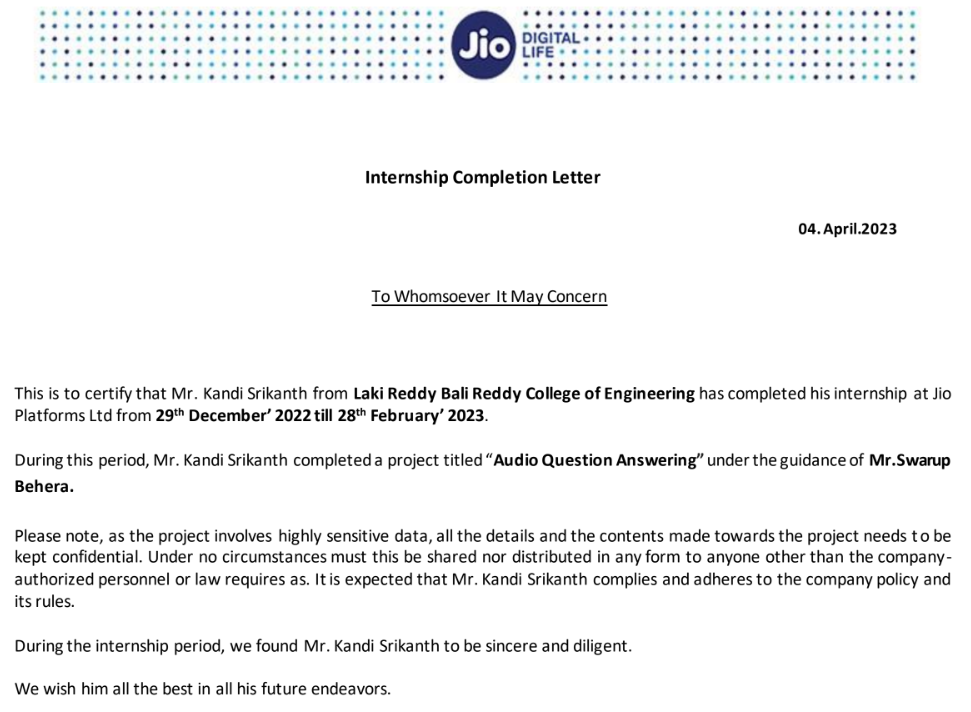 Jio DIGITAL
LIFE
Internship Completion Letter
04.April.2023
To Whomsoever It May Concern
This is to certify that Mr. Kandi Srikanth from Laki Reddy Bali Reddy College of Engineering has completed his internship at Jio
Platforms Ltd from 29th December’ 2022 till 28th February’ 2023.
During this period, Mr. Kandi Srikanth completed a project titled “Audio Question Answering” under the guidance of Mr.Swarup
Behera.
Please note, as the project involves highly sensitive data, all the details and the contents made towards the project needs to be
kept confidential. Under no circumstances must this be shared nor distributed in any form to anyone other than the company-
authorized personnel or law requires as. It is expected that Mr. Kandi Srikanth complies and adheres to the company policy and
its rules.
During the internship period, we found Mr. Kandi Srikanth to be sincere and diligent.
We wish him all the best in all his future endeavors.